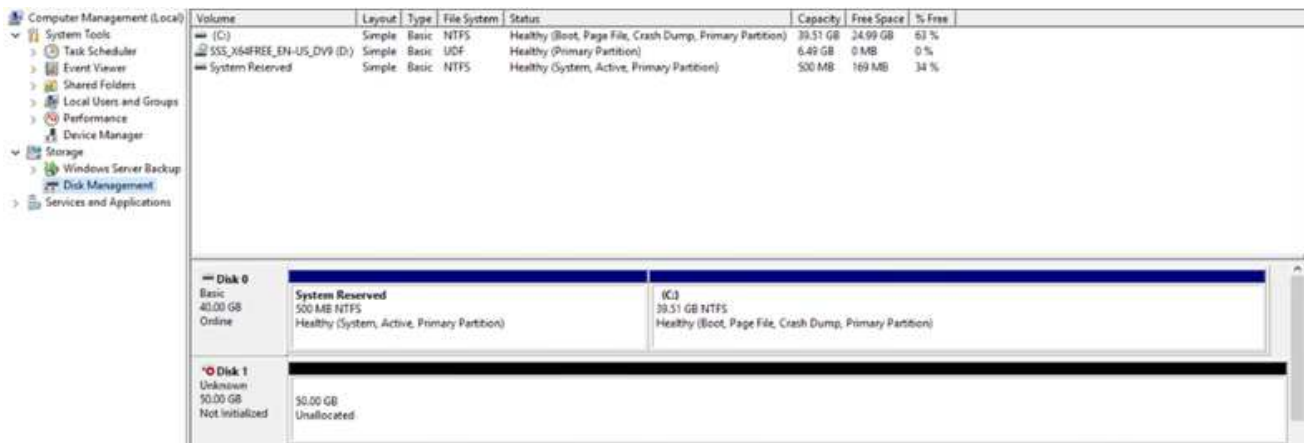 Computer Management (Local)
System Tools
Task Scheduler
Event Viewer
Shared Folders
Local Users and Groups
Performance
Device Manager
Storage
Windows Server Backup
Disk Management
Services and Applications
Volume Layout Type File System Status Capacity Free Space % Free
(C:) Simple Basic NTFS Healthy (Boot, Page File, Crash Dump, Primary Partition) 39.51 GB 24.99 GB 63 %
SSS_X64FREE_EN-US_DV9 (D:) Simple Basic UDF Healthy (Primary Partition) 6.49 GB 0 MB 0 %
System Reserved Simple Basic NTFS Healthy (System, Active, Primary Partition) 500 MB 169 MB 34 %
Disk 0
Basic
40.00 GB
Online
System Reserved
500 MB NTFS
Healthy (System, Active, Primary Partition)
(C:)
39.51 GB NTFS
Healthy (Boot, Page File, Crash Dump, Primary Partition)
Disk 1
Unknown
50.00 GB
Not Initialized
50.00 GB
Unallocated